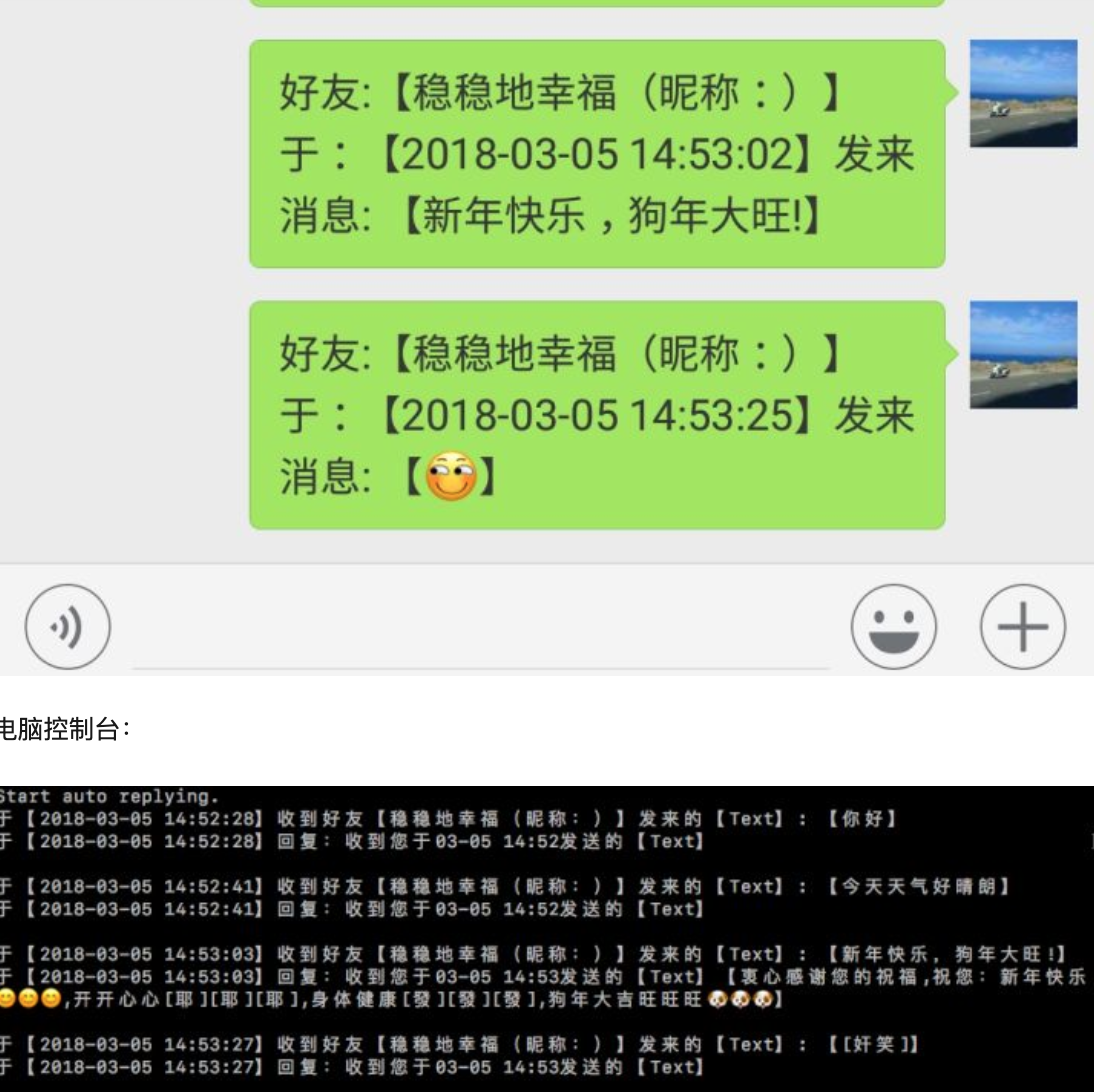 好友:【稳稳地幸福（昵称：）】
于：【2018-03-05 14:53:02】发来
消息: 【新年快乐，狗年大旺!】
好友:【稳稳地幸福（昵称：）】
于：【2018-03-05 14:53:25】发来
消息: 【😏】
电脑控制台：
Start auto replying.
于【2018-03-05 14:52:28】收到好友【稳稳地幸福（昵称：）】发来的【Text】: 【你好】
于【2018-03-05 14:52:28】回复：收到您于03-05 14:52发送的【Text】
于【2018-03-05 14:52:41】收到好友【稳稳地幸福（昵称：）】发来的【Text】: 【今天天气好晴朗】
于【2018-03-05 14:52:41】回复：收到您于03-05 14:52发送的【Text】
于【2018-03-05 14:53:03】收到好友【稳稳地幸福（昵称：）】发来的【Text】: 【新年快乐，狗年大旺!】
于【2018-03-05 14:53:03】回复：收到您于03-05 14:53发送的【Text】【衷心感谢您的祝福,祝您：新年快乐
😊😊😊,开开心心[耶][耶][耶],身体健康[發][發][發],狗年大吉旺旺旺🐶🐶🐶】
于【2018-03-05 14:53:27】收到好友【稳稳地幸福（昵称：）】发来的【Text】: 【[奸笑]】
于【2018-03-05 14:53:27】回复：收到您于03-05 14:53发送的【Text】